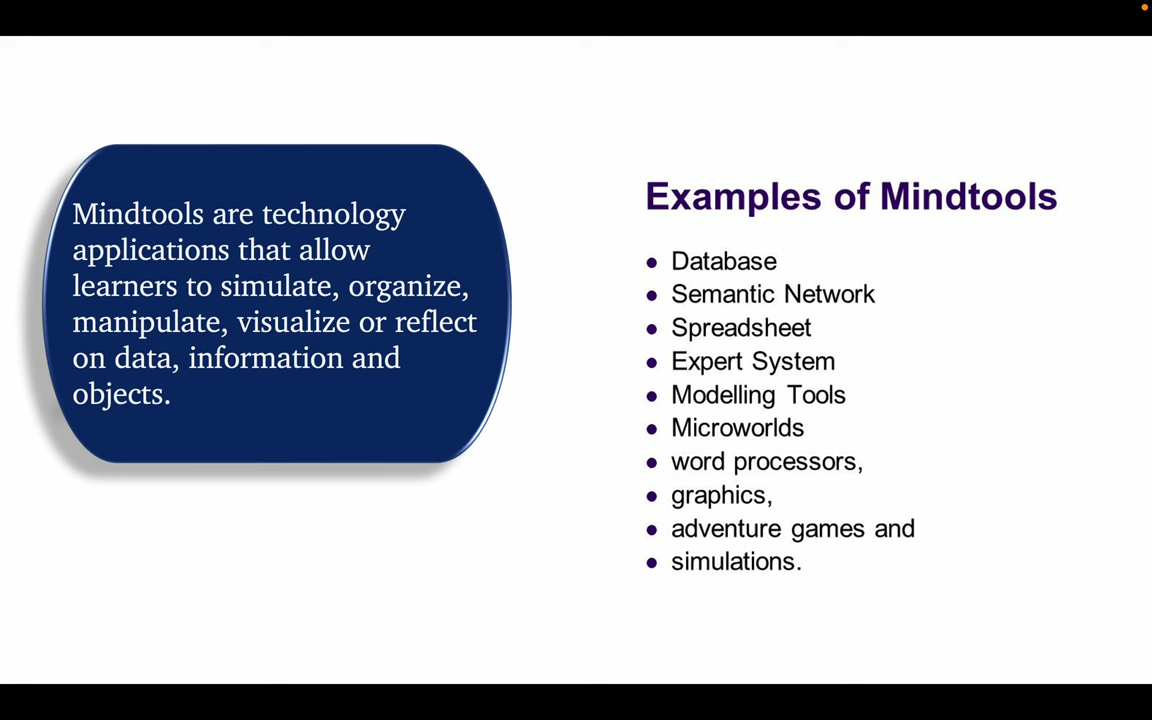 Mindtools are technology
applications that allow
learners to simulate, organize,
manipulate, visualize or reflect
on data, information and
objects.
Examples of Mindtools
● Database
● Semantic Network
● Spreadsheet
● Expert System
● Modelling Tools
● Microworlds
● word processors,
● graphics,
● adventure games and
● simulations.